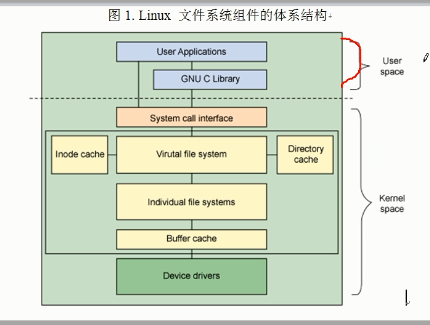 图 1. Linux 文件系统组件的体系结构
User Applications
GNU C Library
User
space
System call interface
Inode cache
Virutal file system
Directory
cache
Individual file systems
Buffer cache
Device drivers
Kernel
space